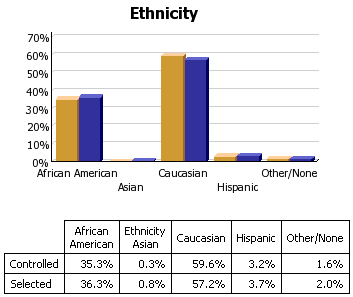 Ethnicity
70%
60%
50%
40%
30%
20%
10%
0%
African American Caucasian Other/None
Asian Hispanic
African American Ethnicity Asian Caucasian Hispanic Other/None
Controlled 35.3% 0.3% 59.6% 3.2% 1.6%
Selected 36.3% 0.8% 57.2% 3.7% 2.0%